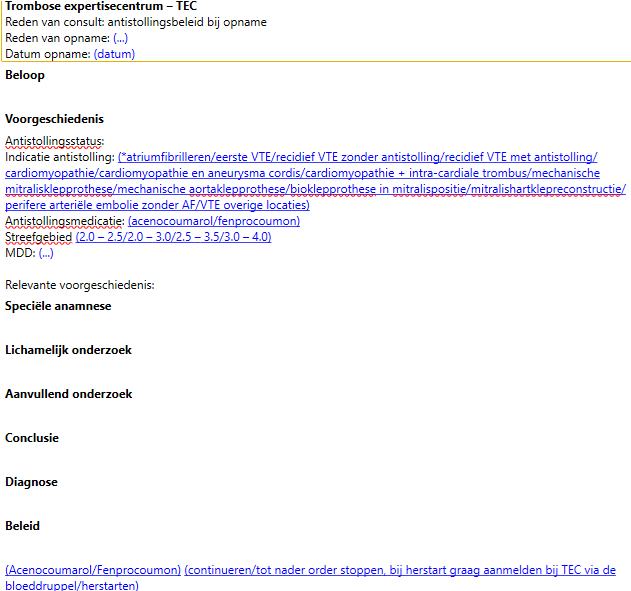 Trombose expertisecentrum – TEC
Reden van consult: antistollingsbeleid bij opname
Reden van opname: (...)
Datum opname: (datum)
Beloop
Voorgeschiedenis
Antistollingsstatus:
Indicatie antistolling: (*atriumfibrilleren/eerste VTE/recidief VTE zonder antistolling/recidief VTE met antistolling/
cardiomyopathie/cardiomyopathie en aneurysma cordis/cardiomyopathie + intra-cardiale trombus/mechanische
mitralisklepprothese/mechanische aortaklepprothese/bioklepprothese in mitralispositie/mitralishartklepreconstructie/
perifere arteriële embolie zonder AF/VTE overige locaties)
Antistollingsmedicatie: (acenocoumarol/fenprocoumon)
Streefgebied (2.0 – 2.5/2.0 – 3.0/2.5 – 3.5/3.0 – 4.0)
MDD: (...)
Relevante voorgeschiedenis:
Speciële anamnese
Lichamelijk onderzoek
Aanvullend onderzoek
Conclusie
Diagnose
Beleid
(Acenocoumarol/Fenprocoumon) (continueren/tot nader order stoppen, bij herstart graag aanmelden bij TEC via de
bloeddruppel/herstarten)